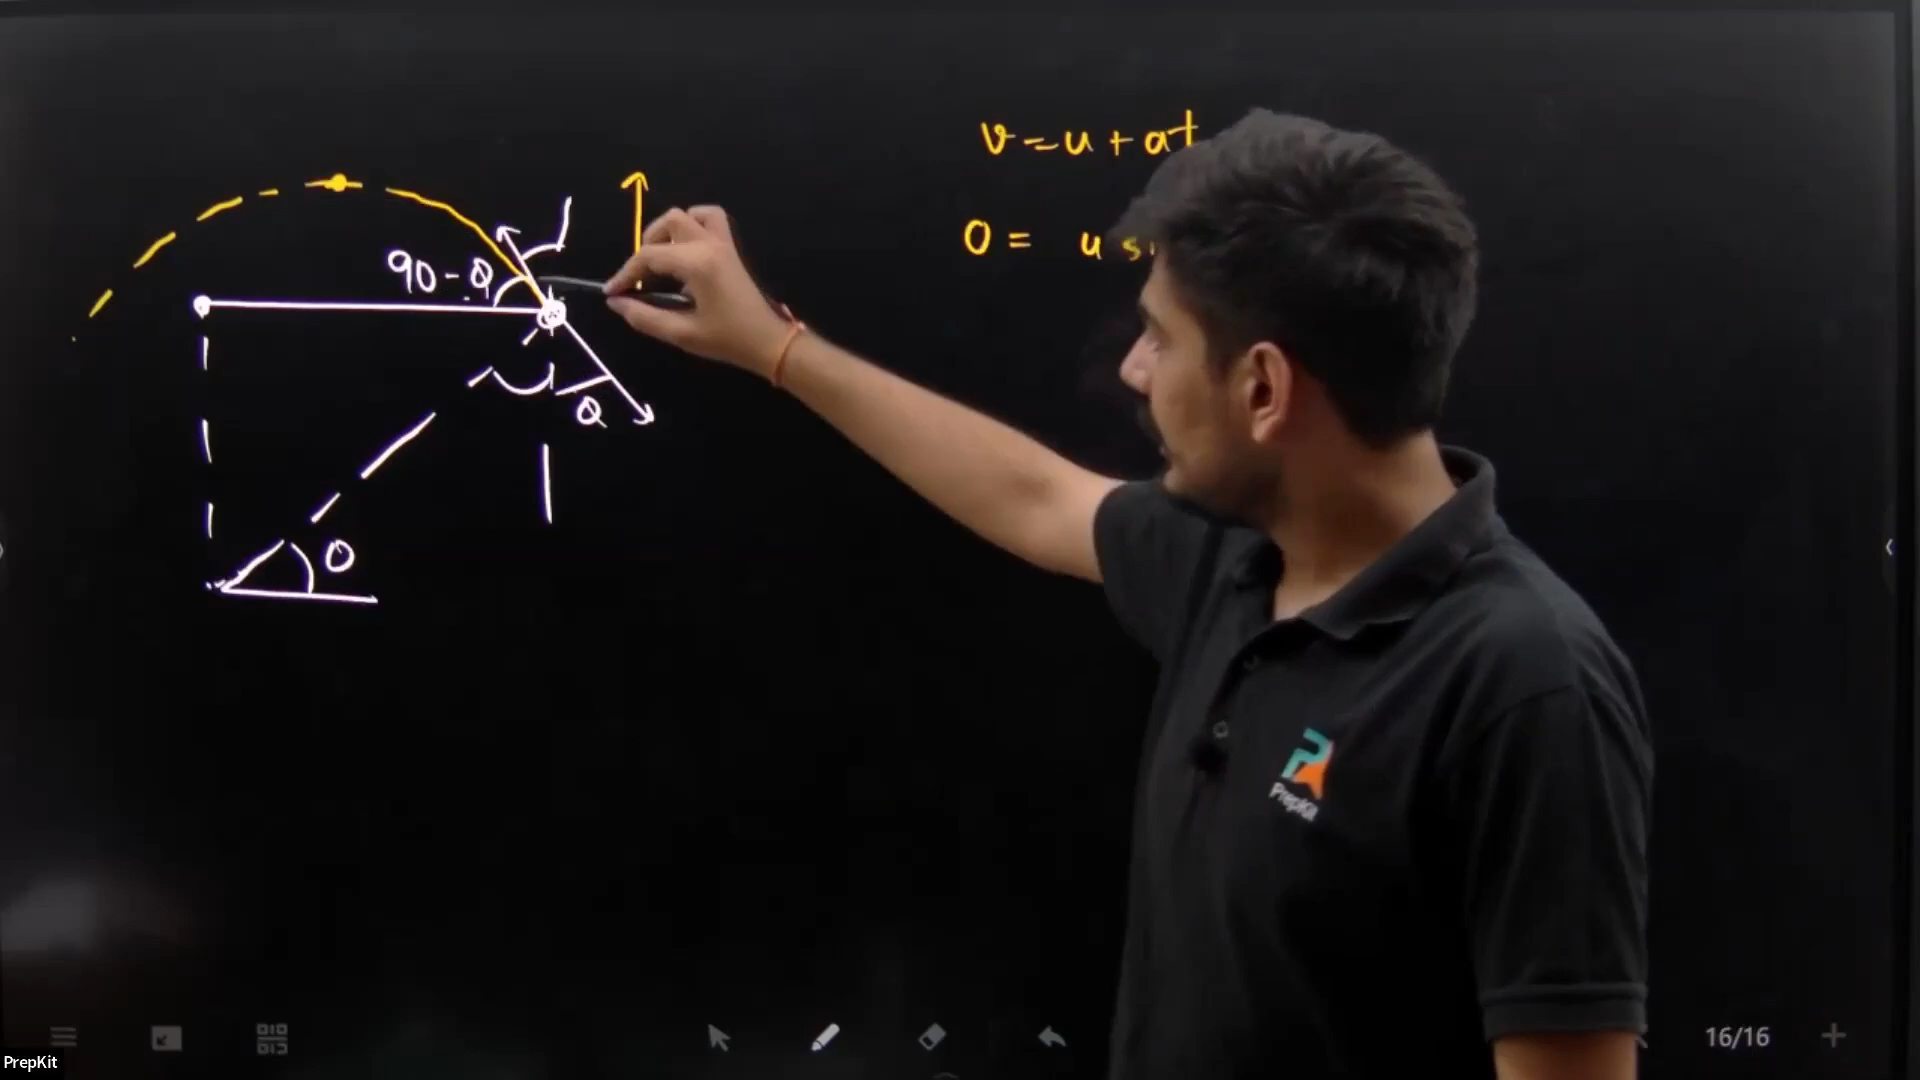 v = u + at
0 = u
90 - θ
θ
θ
PrepKit
16/16
PrepKit